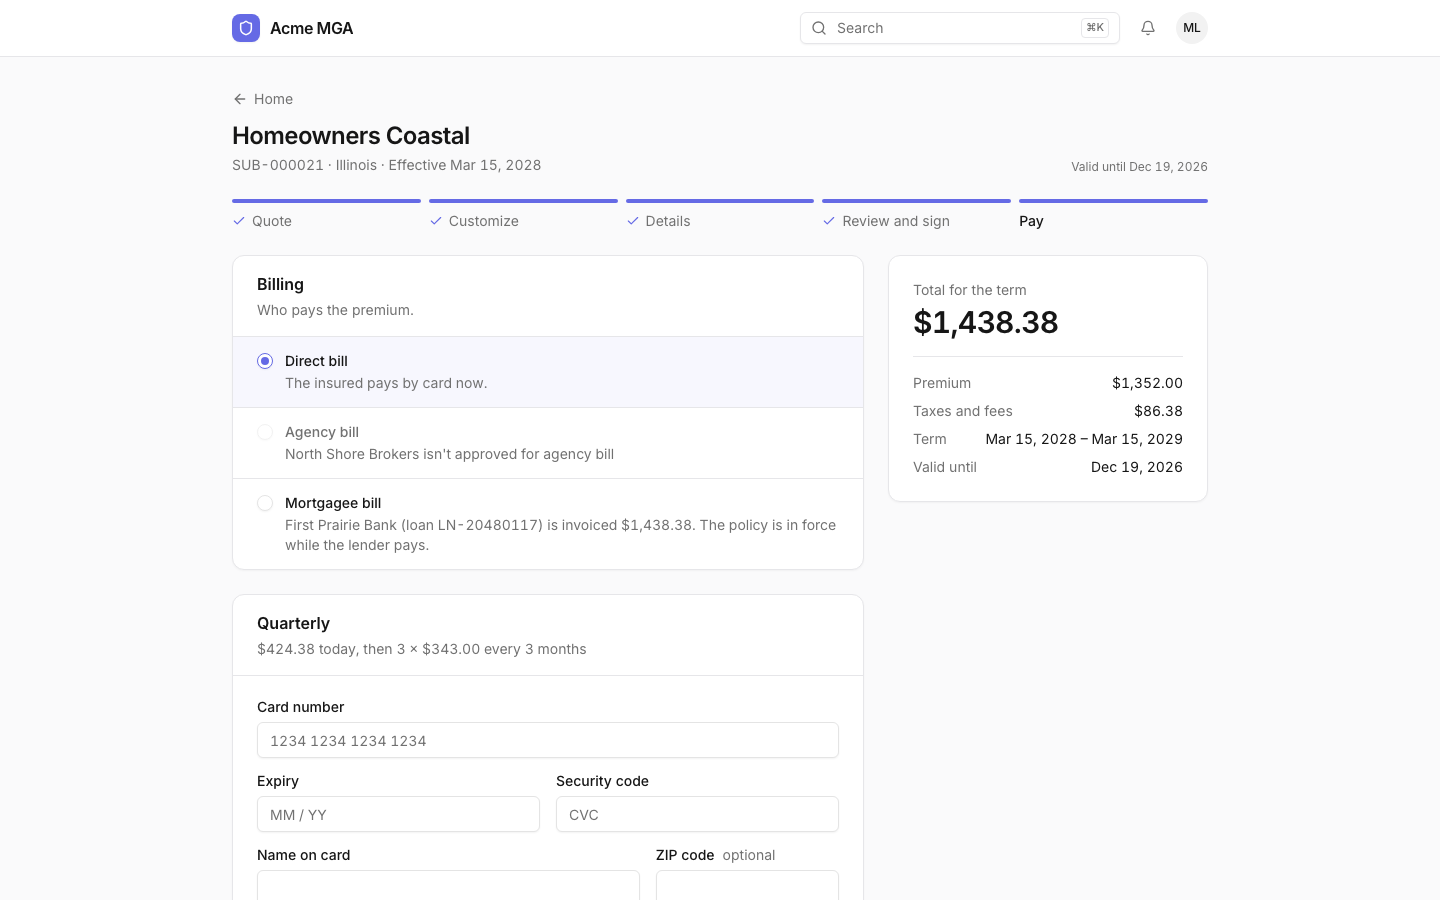 Acme MGA
Search
⌘K
ML
Home
Homeowners Coastal
SUB-000021 · Illinois · Effective Mar 15, 2028
Valid until Dec 19, 2026
Quote
Customize
Details
Review and sign
Pay
Billing
Who pays the premium.
Direct bill
The insured pays by card now.
Agency bill
North Shore Brokers isn't approved for agency bill
Mortgagee bill
First Prairie Bank (loan LN-20480117) is invoiced $1,438.38. The policy is in force
while the lender pays.
Total for the term
$1,438.38
Premium $1,352.00
Taxes and fees $86.38
Term Mar 15, 2028 – Mar 15, 2029
Valid until Dec 19, 2026
Quarterly
$424.38 today, then 3 × $343.00 every 3 months
Card number
1234 1234 1234 1234
Expiry
MM / YY
Security code
CVC
Name on card
ZIP code optional